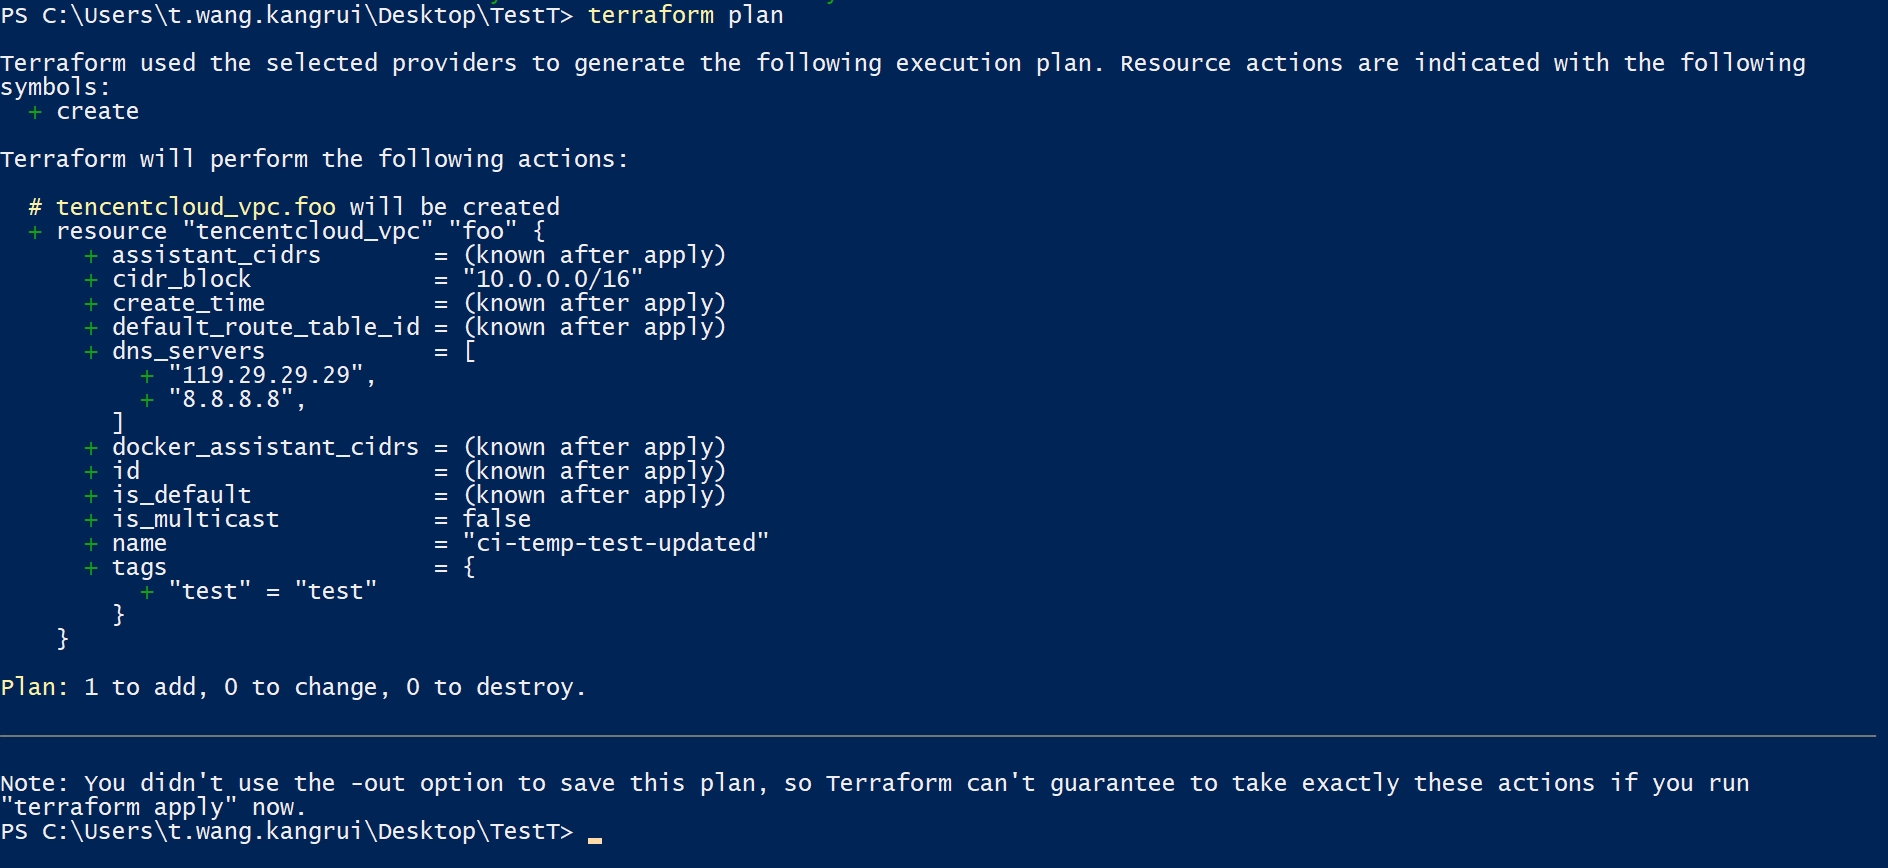 PS C:\Users\t.wang.kangrui\Desktop\TestT> terraform plan
Terraform used the selected providers to generate the following execution plan. Resource actions are indicated with the following
symbols:
  + create
Terraform will perform the following actions:
  # tencentcloud_vpc.foo will be created
  + resource "tencentcloud_vpc" "foo" {
      + assistant_cidrs        = (known after apply)
      + cidr_block             = "10.0.0.0/16"
      + create_time            = (known after apply)
      + default_route_table_id = (known after apply)
      + dns_servers            = [
          + "119.29.29.29",
          + "8.8.8.8",
        ]
      + docker_assistant_cidrs = (known after apply)
      + id                     = (known after apply)
      + is_default             = (known after apply)
      + is_multicast           = false
      + name                   = "ci-temp-test-updated"
      + tags                   = {
          + "test" = "test"
        }
    }
Plan: 1 to add, 0 to change, 0 to destroy.
Note: You didn't use the -out option to save this plan, so Terraform can't guarantee to take exactly these actions if you run
"terraform apply" now.
PS C:\Users\t.wang.kangrui\Desktop\TestT>